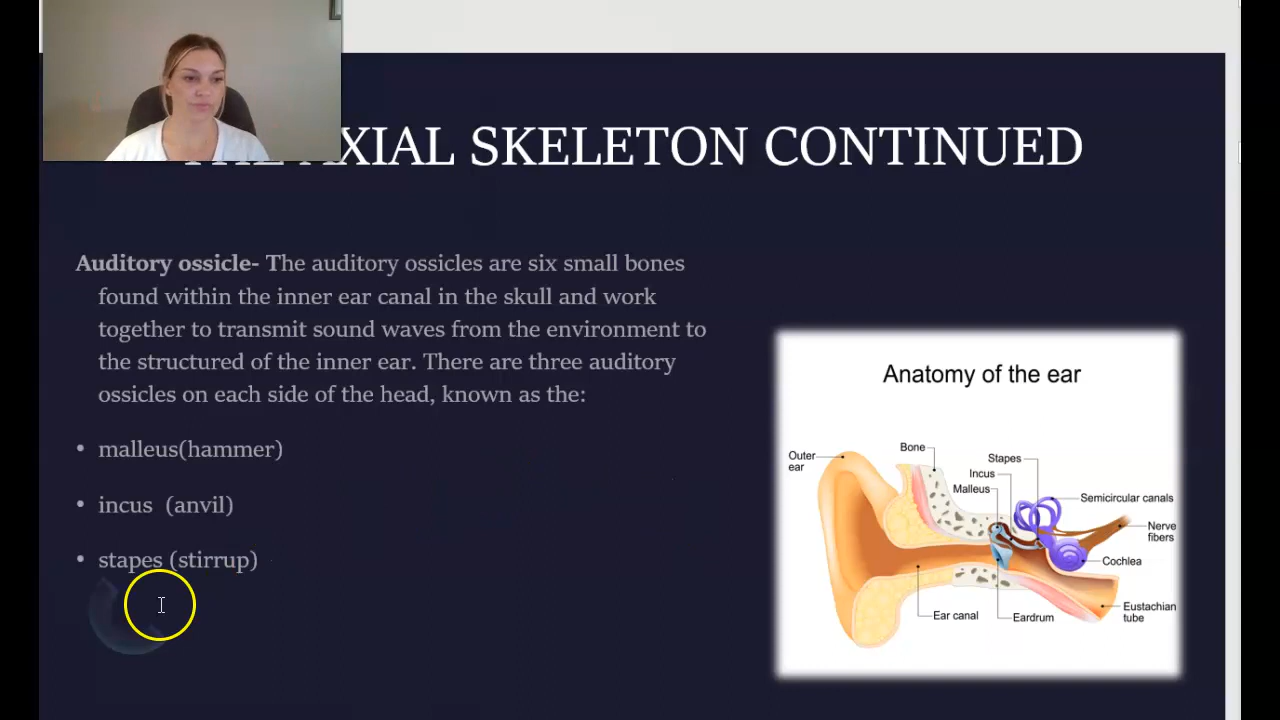 THE AXIAL SKELETON CONTINUED
Auditory ossicle- The auditory ossicles are six small bones
found within the inner ear canal in the skull and work
together to transmit sound waves from the environment to
the structured of the inner ear. There are three auditory
ossicles on each side of the head, known as the:
• malleus(hammer)
• incus (anvil)
• stapes (stirrup)
Anatomy of the ear
Outer
ear
Bone
Stapes
Incus
Malleus
Semicircular canals
Nerve
fibers
Cochlea
Ear canal
Eardrum
Eustachian
tube